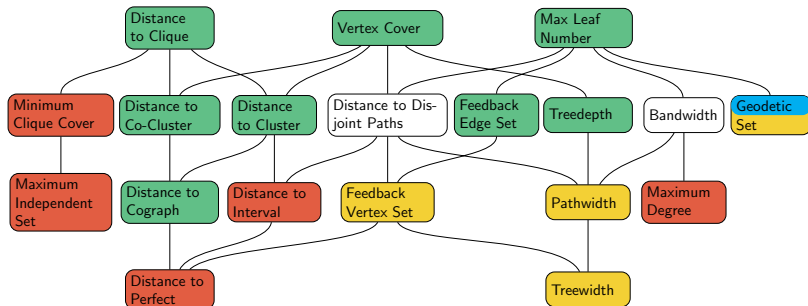 Distance
to Clique
Vertex Cover
Max Leaf
Number
Minimum
Clique Cover
Distance to
Co-Cluster
Distance
to Cluster
Distance to Dis-
joint Paths
Feedback
Edge Set
Treedepth
Bandwidth
Geodetic
Set
Maximum
Independent
Set
Distance to
Cograph
Distance to
Interval
Feedback
Vertex Set
Pathwidth
Maximum
Degree
Distance to
Perfect
Treewidth